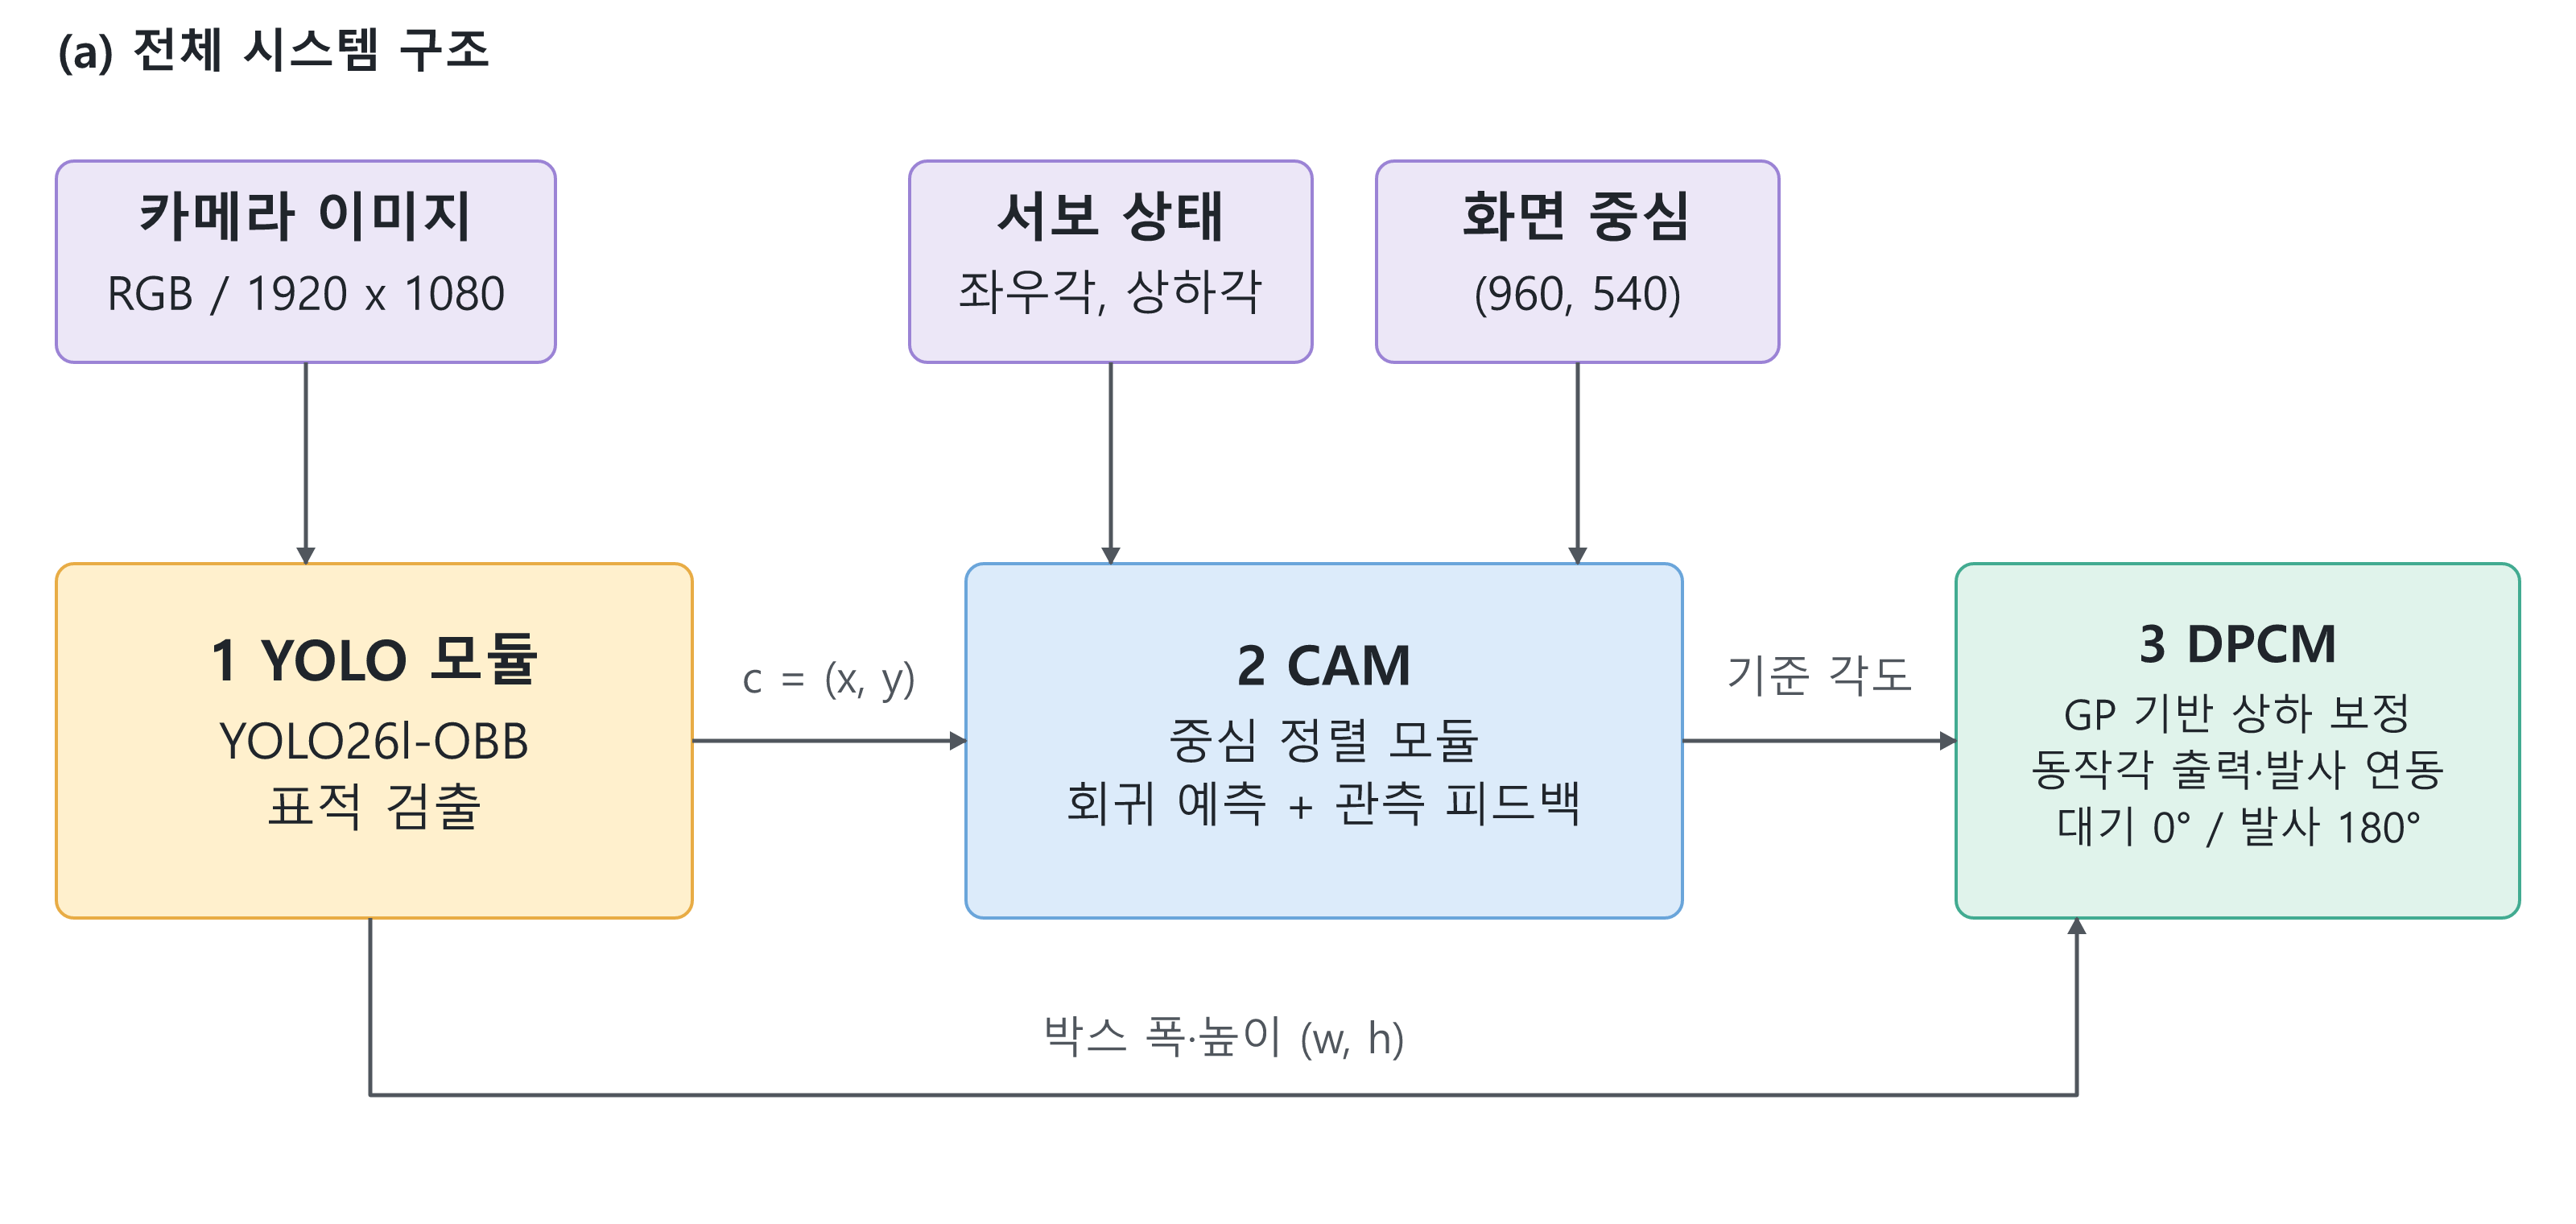 (a) 전체 시스템 구조
카메라 이미지
RGB / 1920 x 1080
서보 상태
좌우각, 상하각
화면 중심
(960, 540)
1 YOLO 모듈
YOLO26l-OBB
표적 검출
c = (x, y)
2 CAM
중심 정렬 모듈
회귀 예측 + 관측 피드백
기준 각도
3 DPCM
GP 기반 상하 보정
동작각 출력·발사 연동
대기 0° / 발사 180°
박스 폭·높이 (w, h)